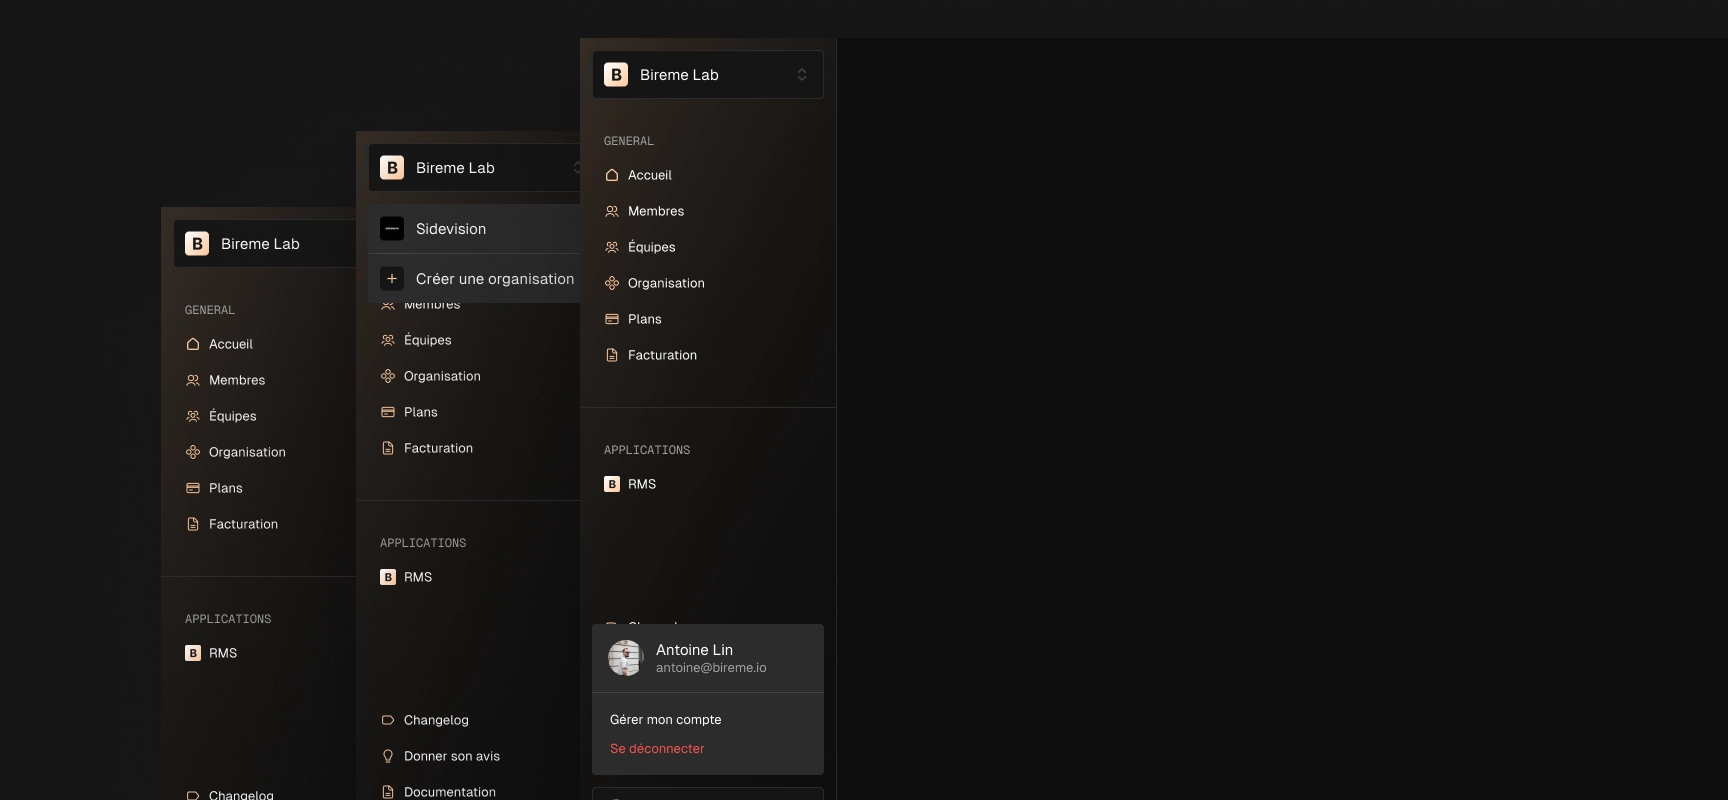 B Bireme Lab
GENERAL
Accueil
Membres
Équipes
Organisation
Plans
Facturation
APPLICATIONS
B RMS
Changelog
B Bireme Lab
Sidevision
Créer une organisation
Membres
Équipes
Organisation
Plans
Facturation
APPLICATIONS
B RMS
Changelog
Donner son avis
Documentation
B Bireme Lab
GENERAL
Accueil
Membres
Équipes
Organisation
Plans
Facturation
APPLICATIONS
B RMS
Antoine Lin
antoine@bireme.io
Gérer mon compte
Se déconnecter